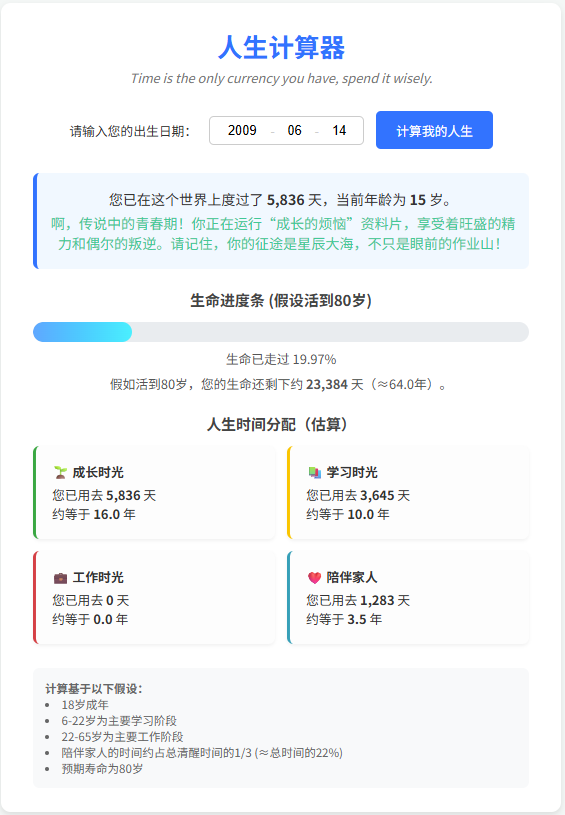 人生计算器
Time is the only currency you have, spend it wisely.
请输入您的出生日期： 2009 - 06 - 14 计算我的人生
您已在这个世界上度过了 5,836 天，当前年龄为 15 岁。
啊，传说中的青春期！你正在运行“成长的烦恼”资料片，享受着旺盛的精
力和偶尔的叛逆。请记住，你的征途是星辰大海，不只是眼前的作业山！
生命进度条 (假设活到80岁)
生命已走过 19.97%
假如活到80岁，您的生命还剩下约 23,384 天（≈64.0年）。
人生时间分配（估算）
🌱 成长时光
您已用去 5,836 天
约等于 16.0 年
📚 学习时光
您已用去 3,645 天
约等于 10.0 年
💼 工作时光
您已用去 0 天
约等于 0.0 年
❤️ 陪伴家人
您已用去 1,283 天
约等于 3.5 年
计算基于以下假设：
• 18岁成年
• 6-22岁为主要学习阶段
• 22-65岁为主要工作阶段
• 陪伴家人的时间约占总清醒时间的1/3 (≈总时间的22%)
• 预期寿命为80岁